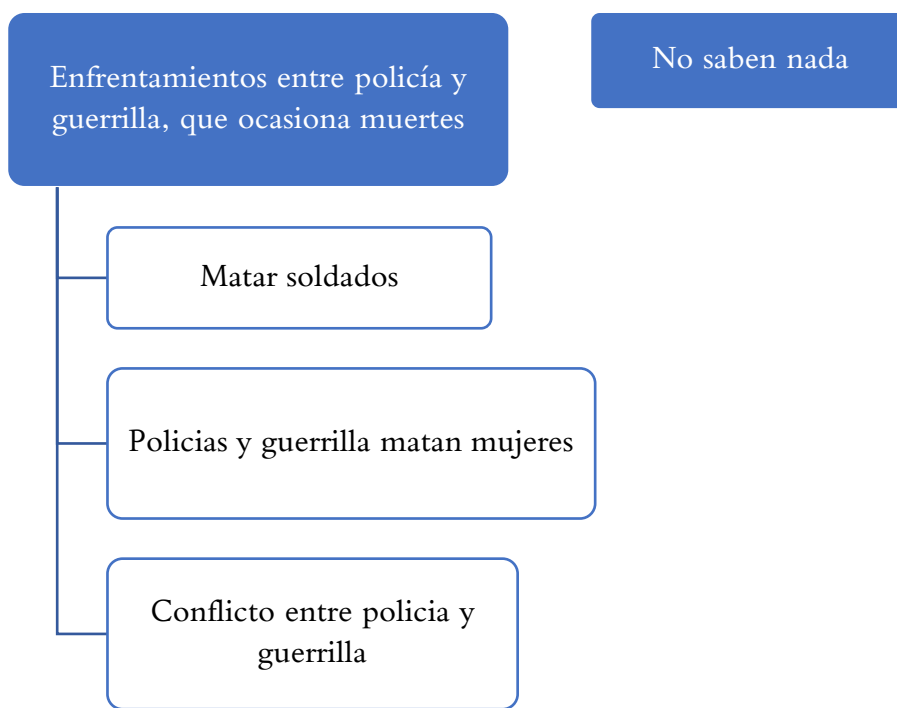 Enfrentamientos entre policía y
guerrilla, que ocasiona muertes
No saben nada
Matar soldados
Policias y guerrilla matan mujeres
Conflicto entre policia y
guerrilla